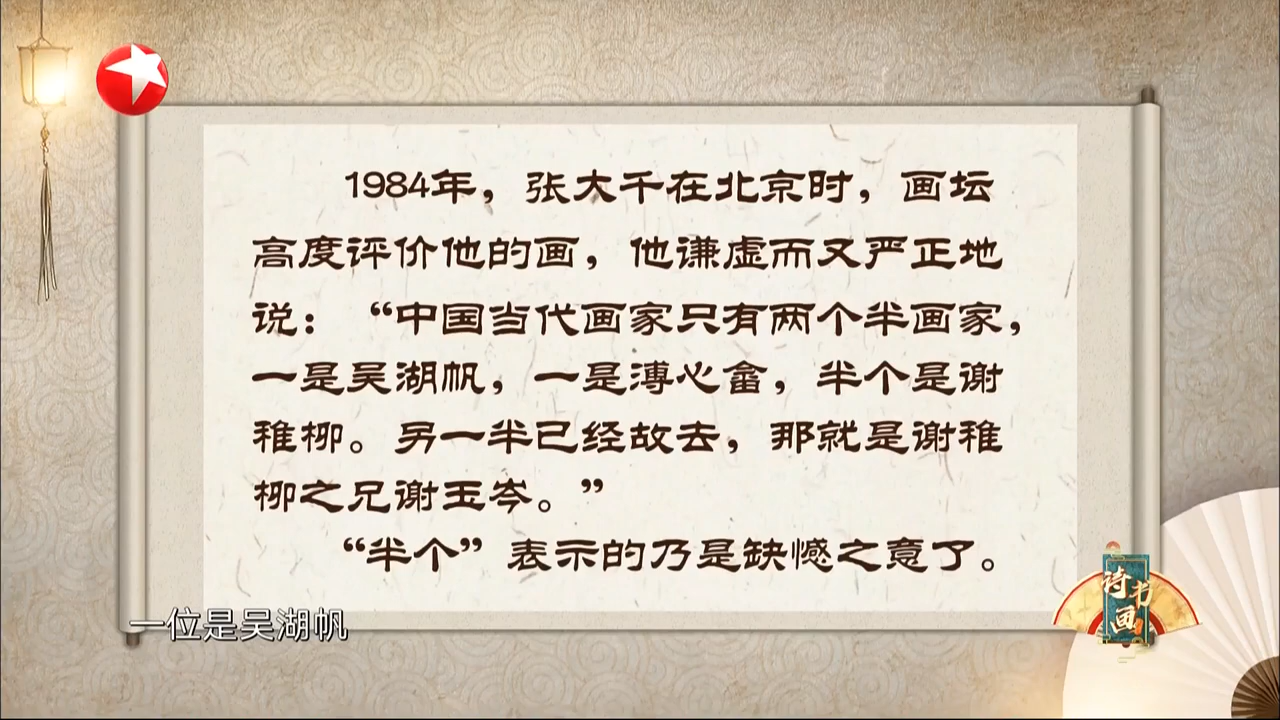 1984年，张大千在北京时，画坛
高度评价他的画，他谦虚而又严正地
说：“中国当代画家只有两个半画家，
一是吴湖帆，一是溥心畬，半个是谢
稚柳。另一半已经故去，那就是谢稚
柳之兄谢玉岑。”
“半个”表示的乃是缺憾之意了。
诗书画
一位是吴湖帆